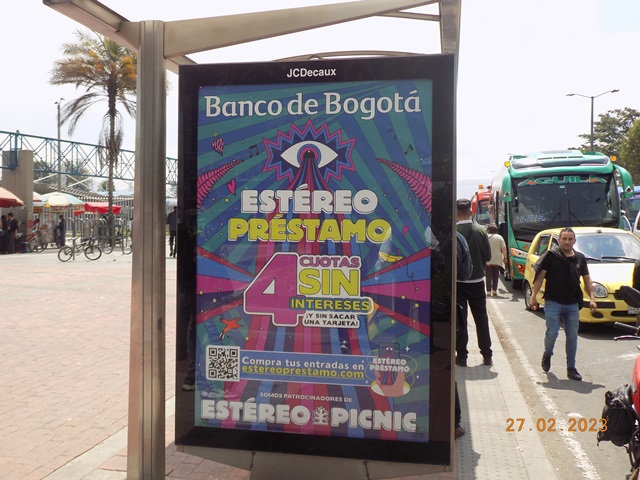 JCDecaux
Banco de Bogotá
ESTÉREO
PRÉSTAMO
4 CUOTAS
SIN
INTERESES
¡Y SIN SACAR
UNA TARJETA!
Compra tus entradas en
estereoprestamo.com
ESTÉREO
PRÉSTAMO
SOMOS PATROCINADORES DE
ESTÉREO PICNIC
AGUILA
27.02.2023